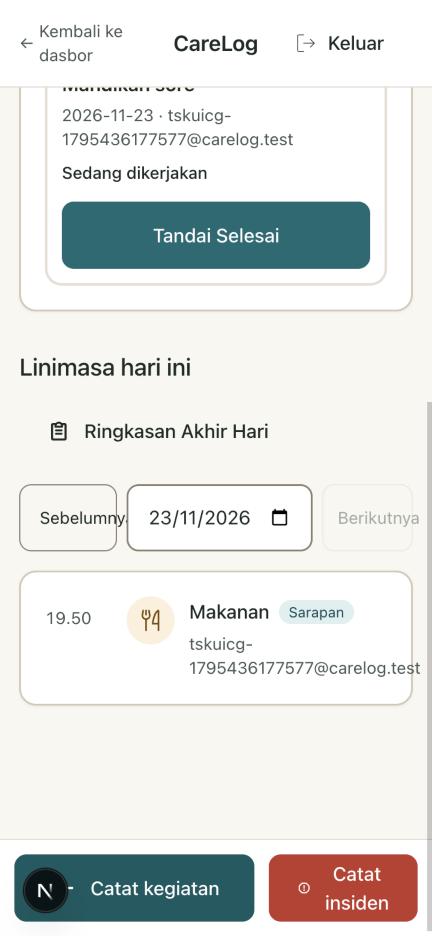 Kembali ke
dasbor
CareLog
Keluar
Mandikan sore
2026-11-23 · tskuicg-
1795436177577@carelog.test
Sedang dikerjakan
Tandai Selesai
Linimasa hari ini
Ringkasan Akhir Hari
Sebelumny
23/11/2026
Berikutnya
19.50
Makanan
Sarapan
tskuicg-
1795436177577@carelog.test
N
Catat kegiatan
Catat
insiden